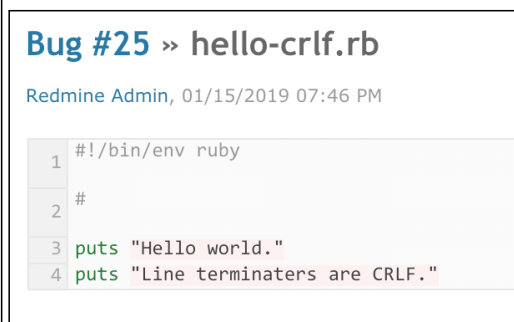 Bug #25 » hello-crlf.rb
Redmine Admin, 01/15/2019 07:46 PM
1 #!/bin/env ruby
2 #
3 puts "Hello world."
4 puts "Line terminaters are CRLF."